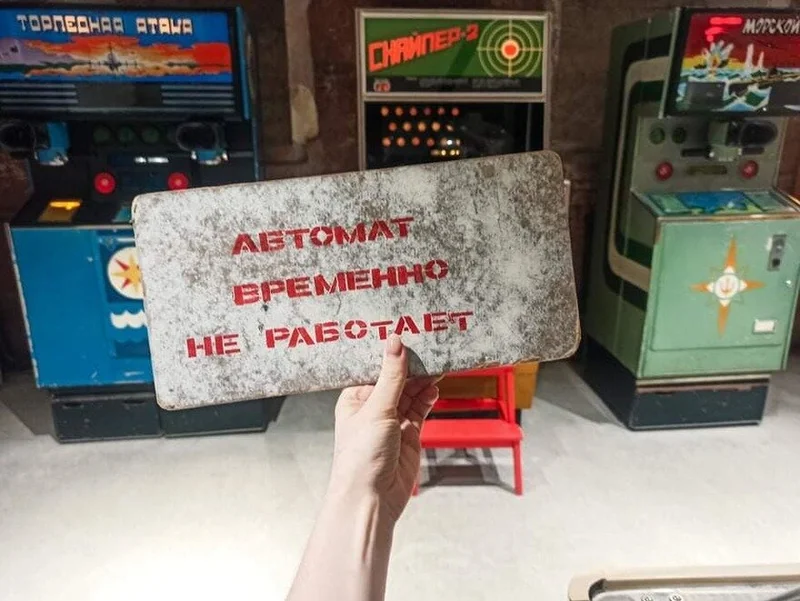 ТОРПЕДНАЯ АТАКА
СНАЙПЕР-2
МОРСКОЙ
АВТОМАТ
ВРЕМЕННО
НЕ РАБОТАЕТ